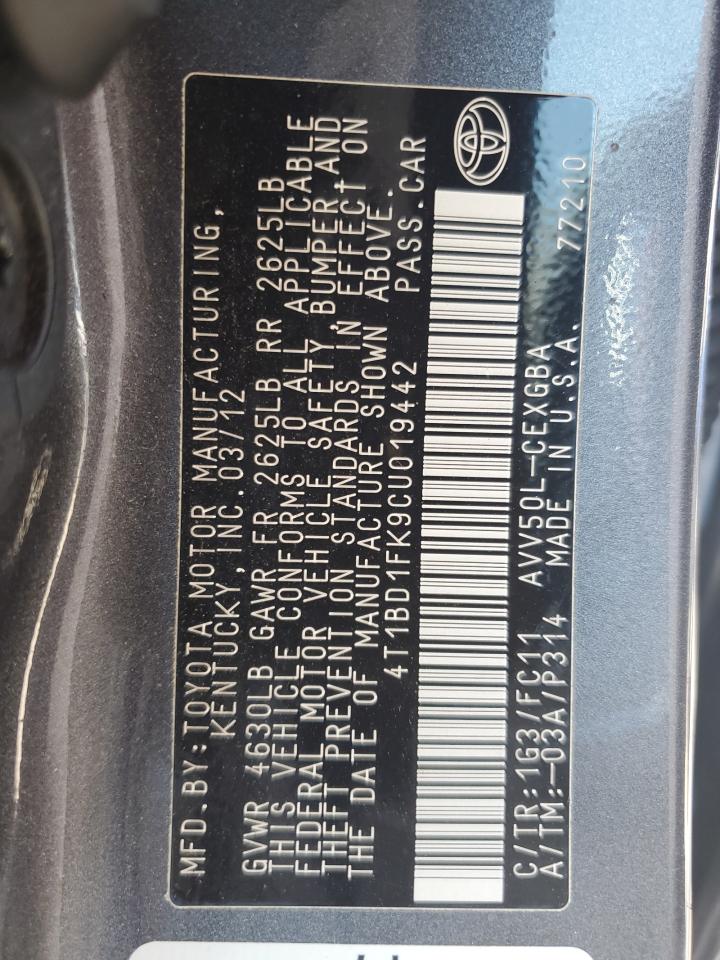 MFD.BY:TOYOTA MOTOR MANUFACTURING,
KENTUCKY,INC.03/12
GVWR 4630LB GAWR FR 2625LB RR 2625LB
THIS VEHICLE CONFORMS TO ALL APPLICABLE
FEDERAL MOTOR VEHICLE SAFETY,BUMPER,AND
THEFT PREVENTION STANDARDS IN EFFECT ON
THE DATE OF MANUFACTURE SHOWN ABOVE.
4T1BD1FK9CU019442 PASS.CAR
C/TR:1G3/FC11 AVV50L-CEXGBA 77210
A/TM:-03A/P314 MADE IN U.S.A.